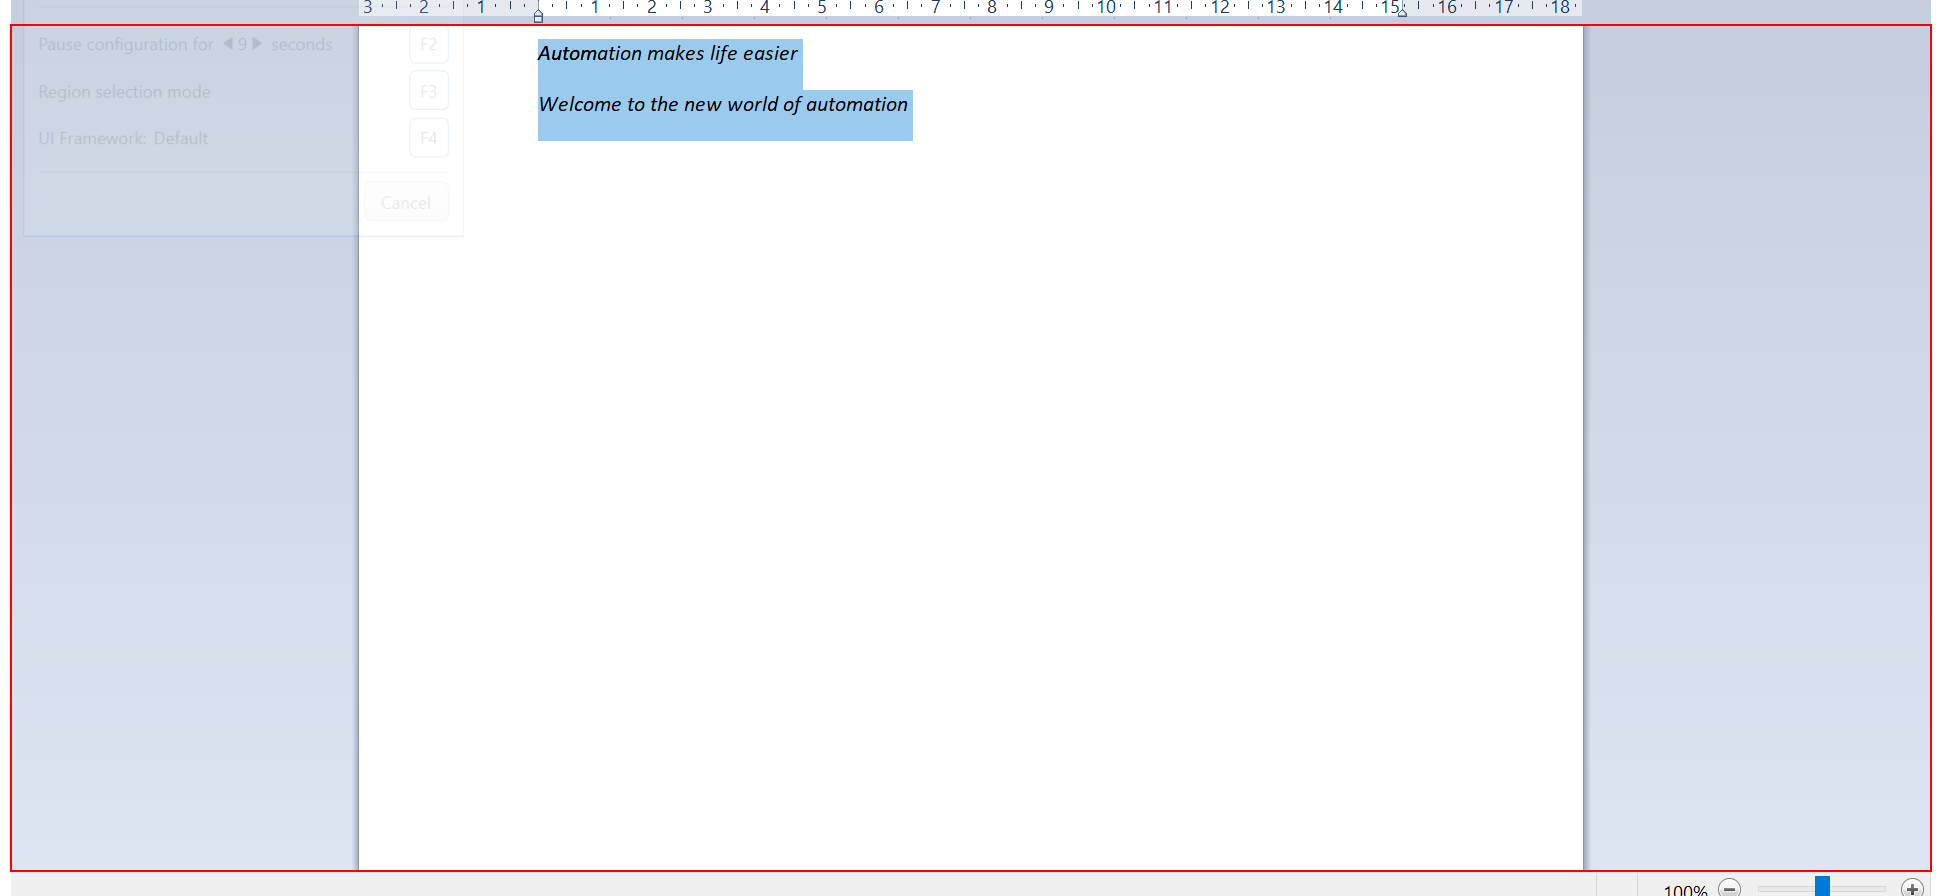 3 2 1 1 2 3 4 5 6 7 8 9 10 11 12 13 14 15 16 17 18
Pause configuration for 9 seconds F2
Region selection mode F3
UI Framework: Default F4
Cancel
Automation makes life easier
Welcome to the new world of automation
100%